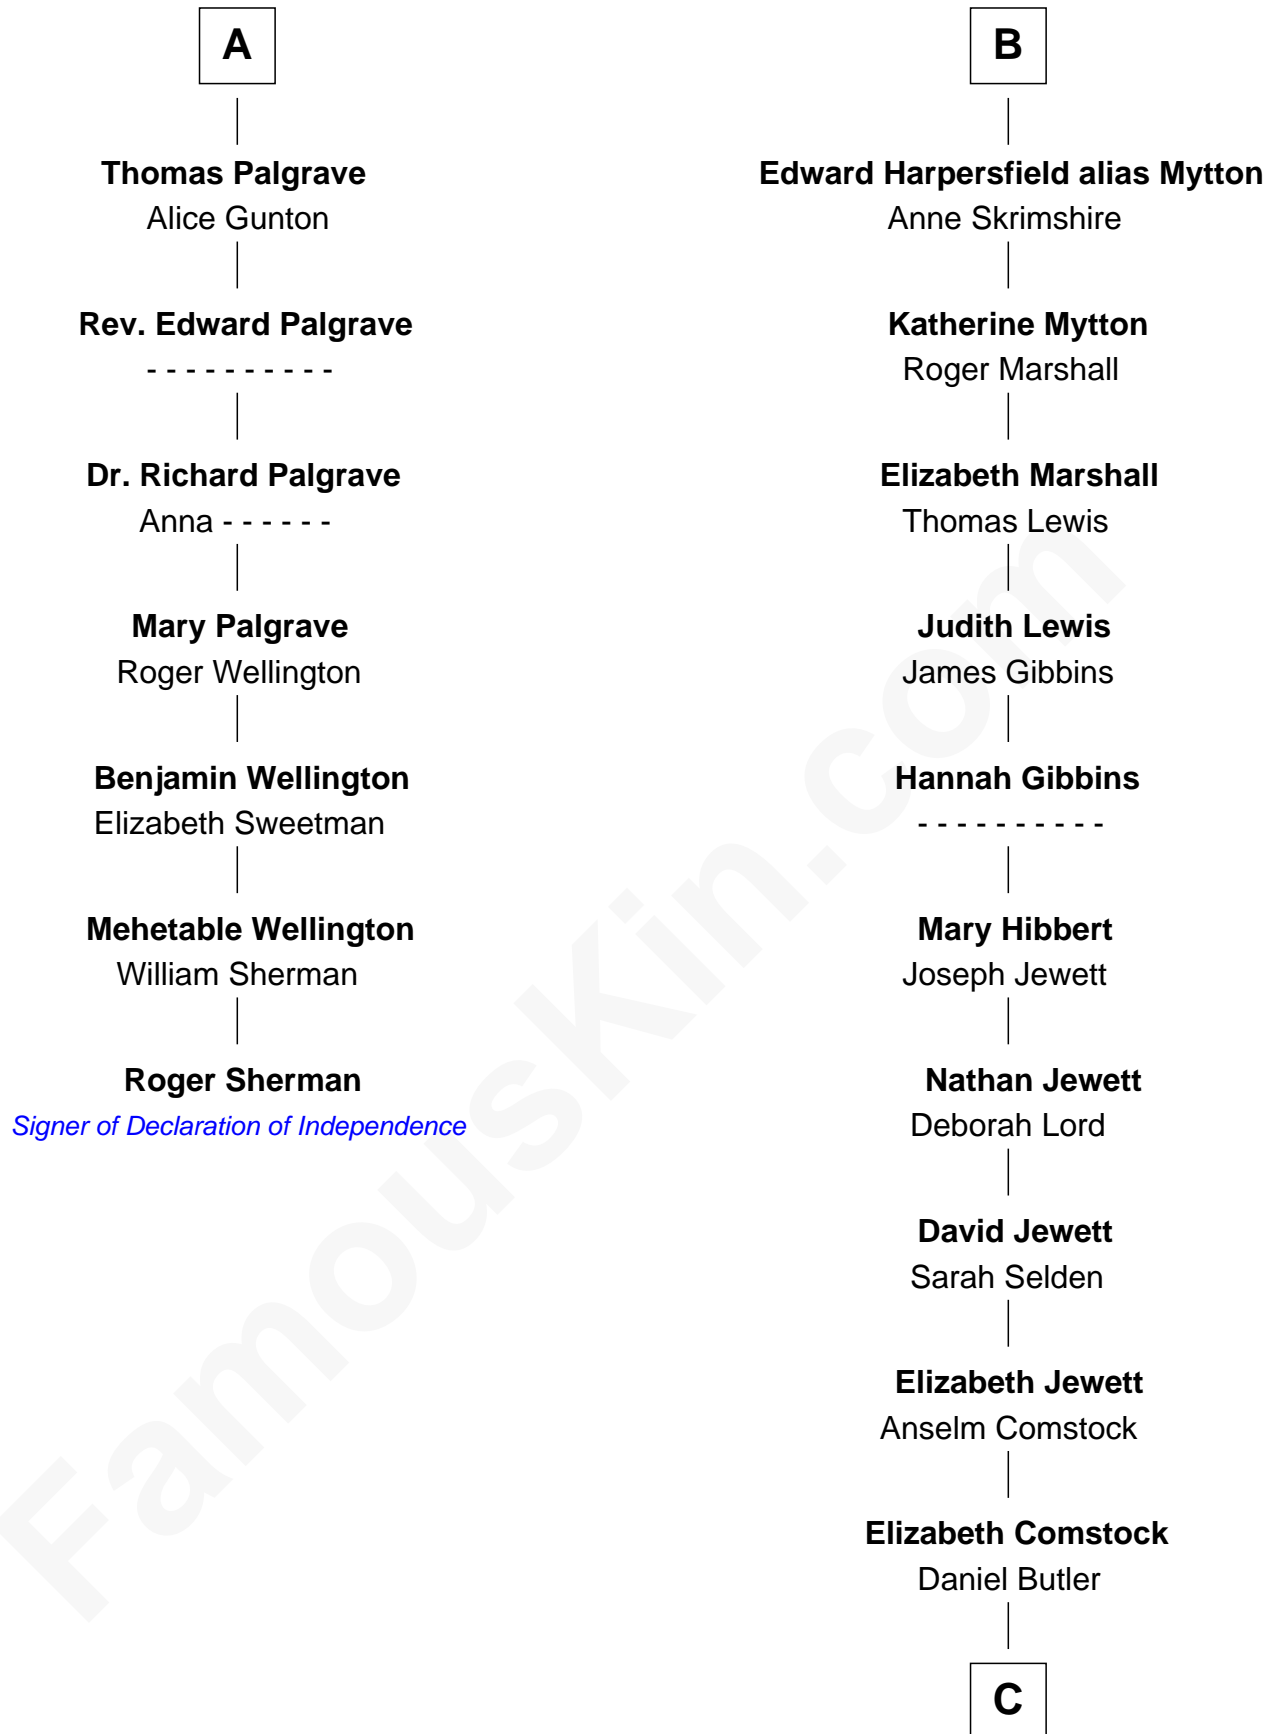 A
Thomas Palgrave
Alice Gunton
Rev. Edward Palgrave
- - - - - - - - - -
Dr. Richard Palgrave
Anna - - - - - -
Mary Palgrave
Roger Wellington
Benjamin Wellington
Elizabeth Sweetman
Mehetable Wellington
William Sherman
Roger Sherman
Signer of Declaration of Independence
B
Edward Harpersfield alias Mytton
Anne Skrimshire
Katherine Mytton
Roger Marshall
Elizabeth Marshall
Thomas Lewis
Judith Lewis
James Gibbins
Hannah Gibbins
- - - - - - - - - -
Mary Hibbert
Joseph Jewett
Nathan Jewett
Deborah Lord
David Jewett
Sarah Selden
Elizabeth Jewett
Anselm Comstock
Elizabeth Comstock
Daniel Butler
C
FamousKin.com